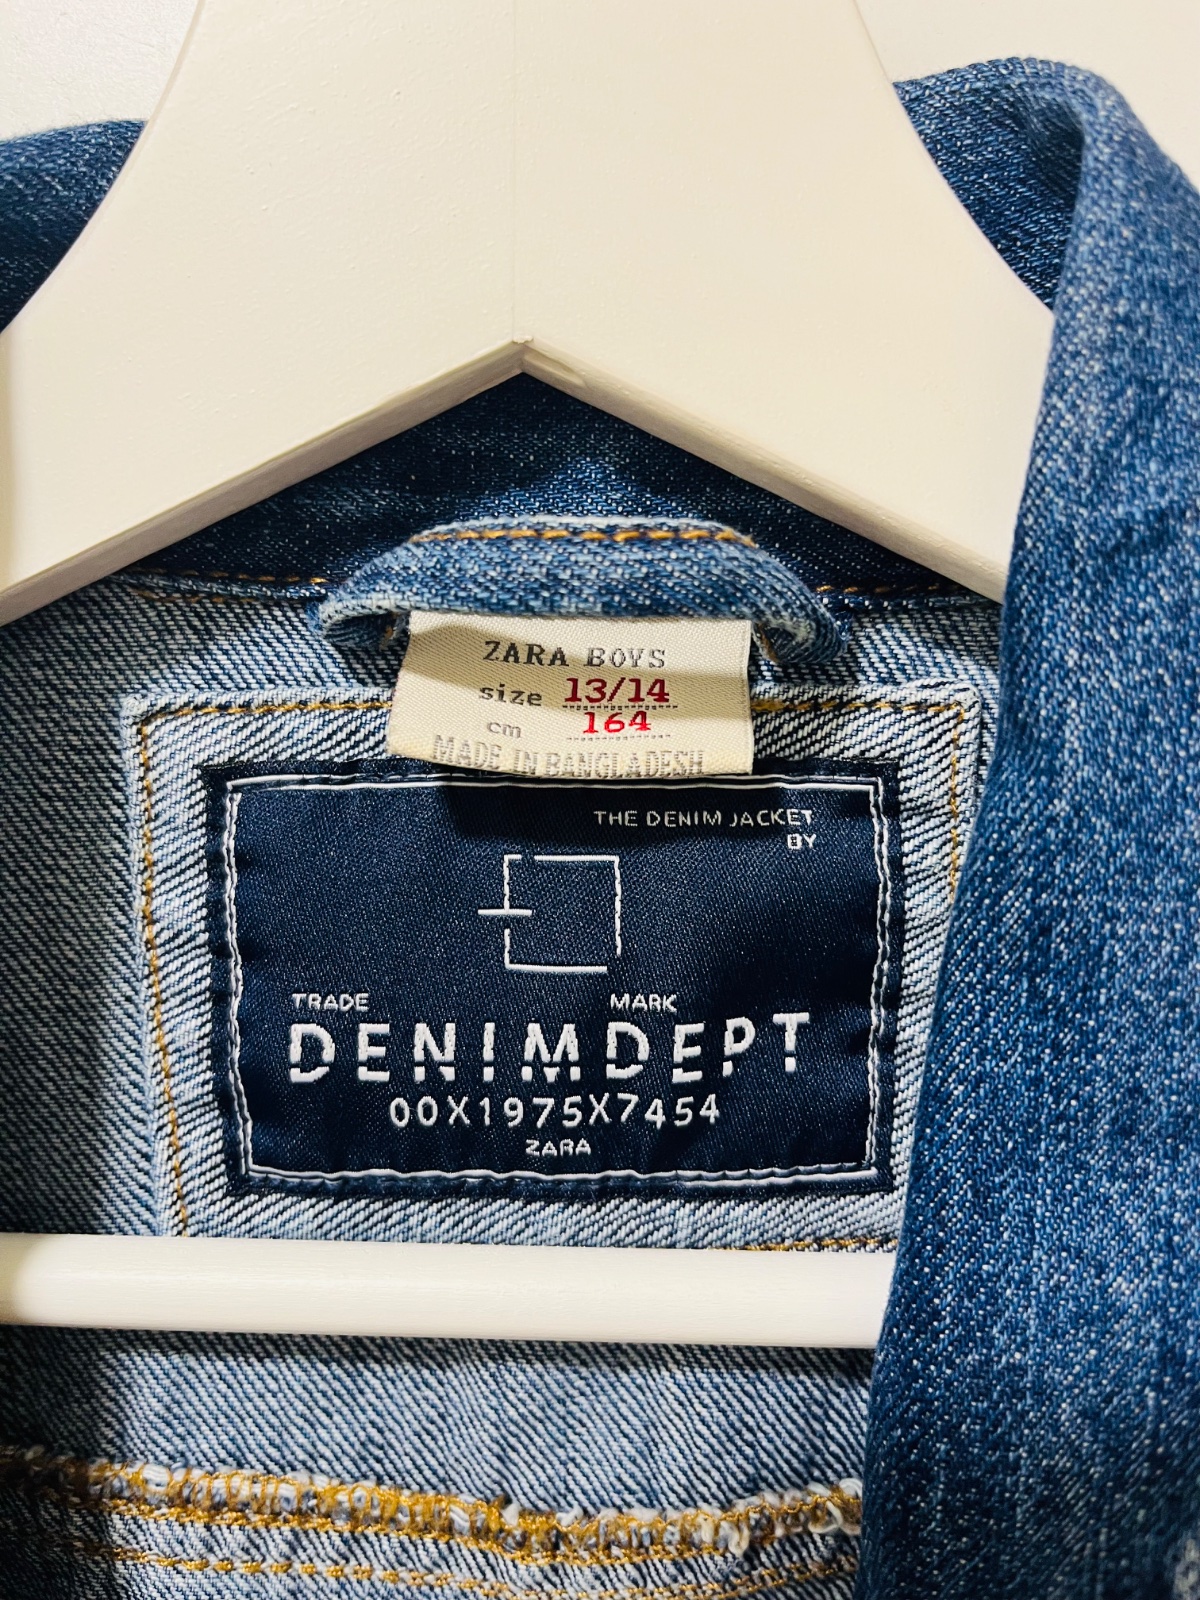 ZARA BOYS
size 13/14
cm 164
MADE IN BANGLADESH
THE DENIM JACKET
BY
TRADE MARK
DENIMDEPT
00X1975X7454
ZARA